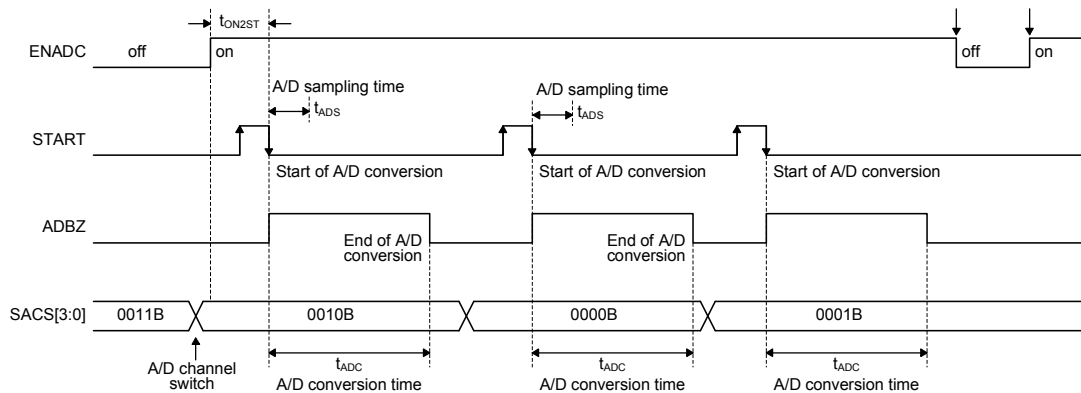 tON2ST
ENADC off on off on
A/D sampling time A/D sampling time
tADS tADS
START
Start of A/D conversion Start of A/D conversion Start of A/D conversion
ADBZ
End of A/D conversion End of A/D conversion
SACS[3:0] 0011B 0010B 0000B 0001B
A/D channel switch
tADC tADC tADC
A/D conversion time A/D conversion time A/D conversion time